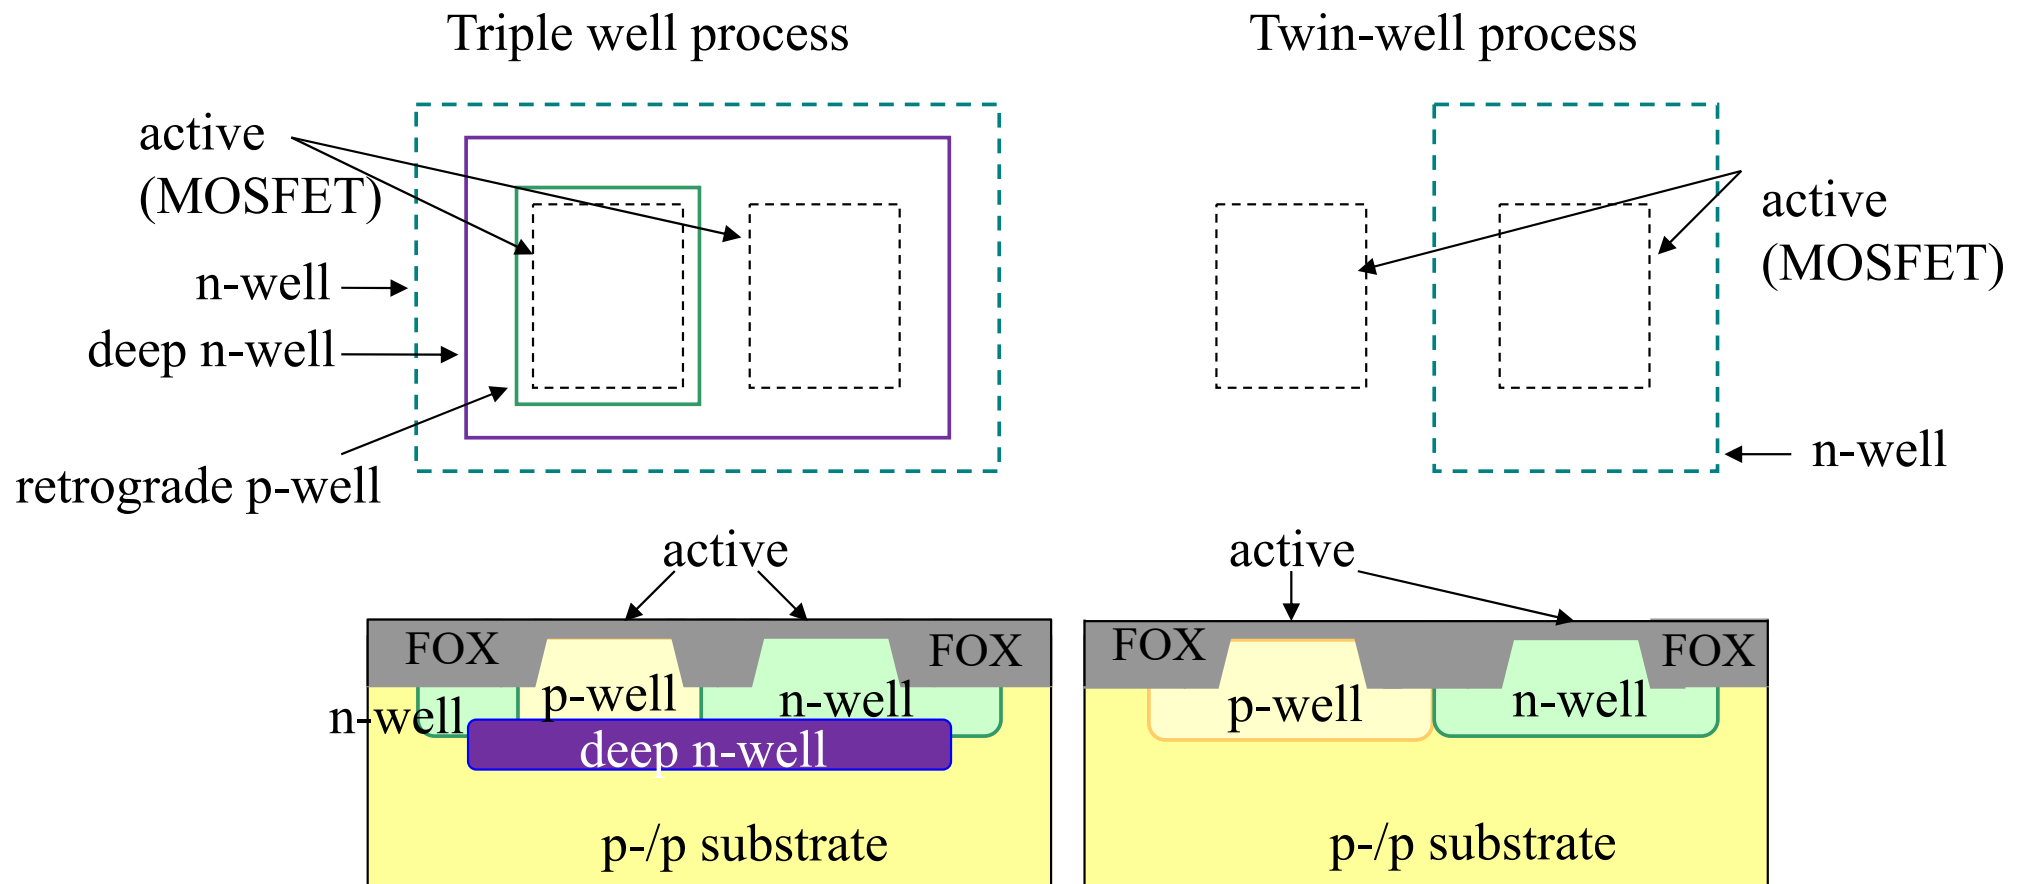 Triple well process
Twin-well process
active
(MOSFET)
n-well
deep n-well
retrograde p-well
active
(MOSFET)
n-well
active
FOX
FOX
n-well
p-well
n-well
deep n-well
p-/p substrate
active
FOX
FOX
p-well
n-well
p-/p substrate